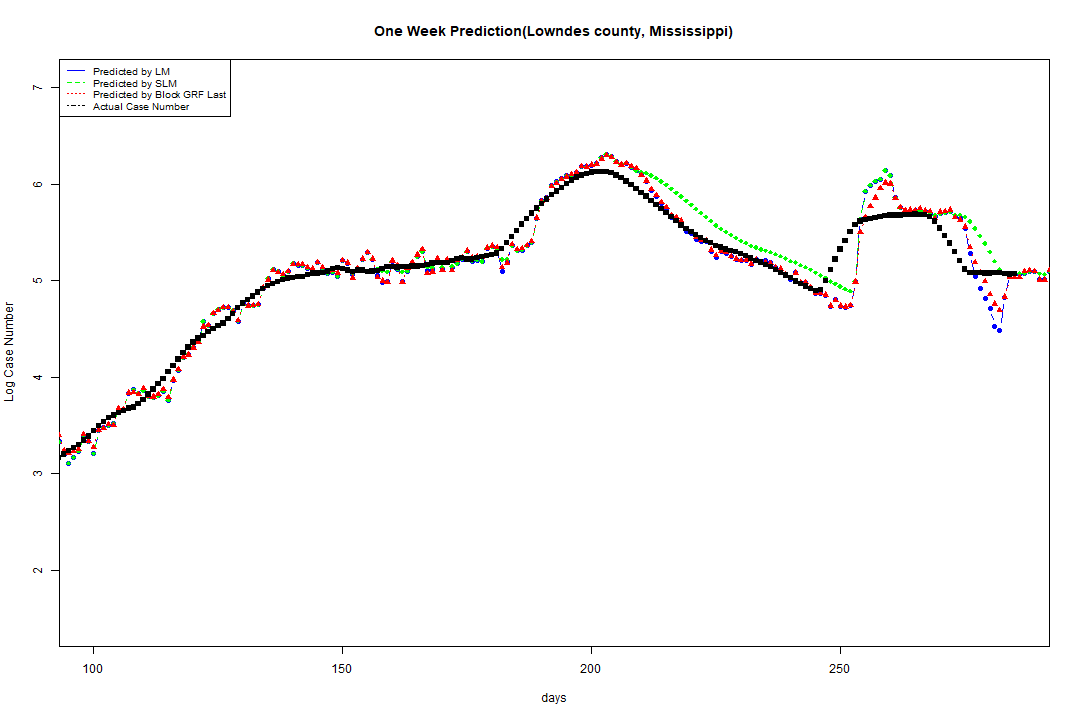 One Week Prediction(Lowndes county, Mississippi)
Predicted by LM
Predicted by SLM
Predicted by Block GRF Last
Actual Case Number
7
6
5
4
3
2
Log Case Number
100 150 200 250
days